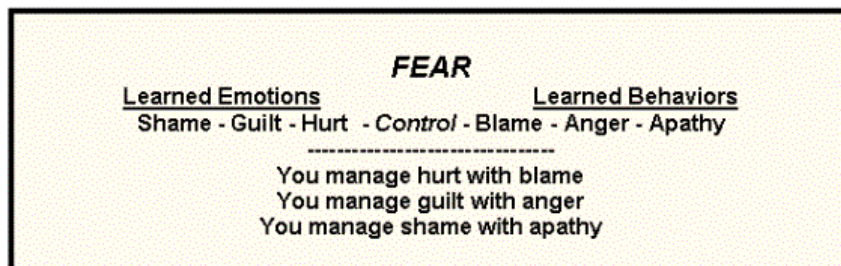 FEAR
Learned Emotions Learned Behaviors
Shame - Guilt - Hurt - Control - Blame - Anger - Apathy
--------------------------------
You manage hurt with blame
You manage guilt with anger
You manage shame with apathy